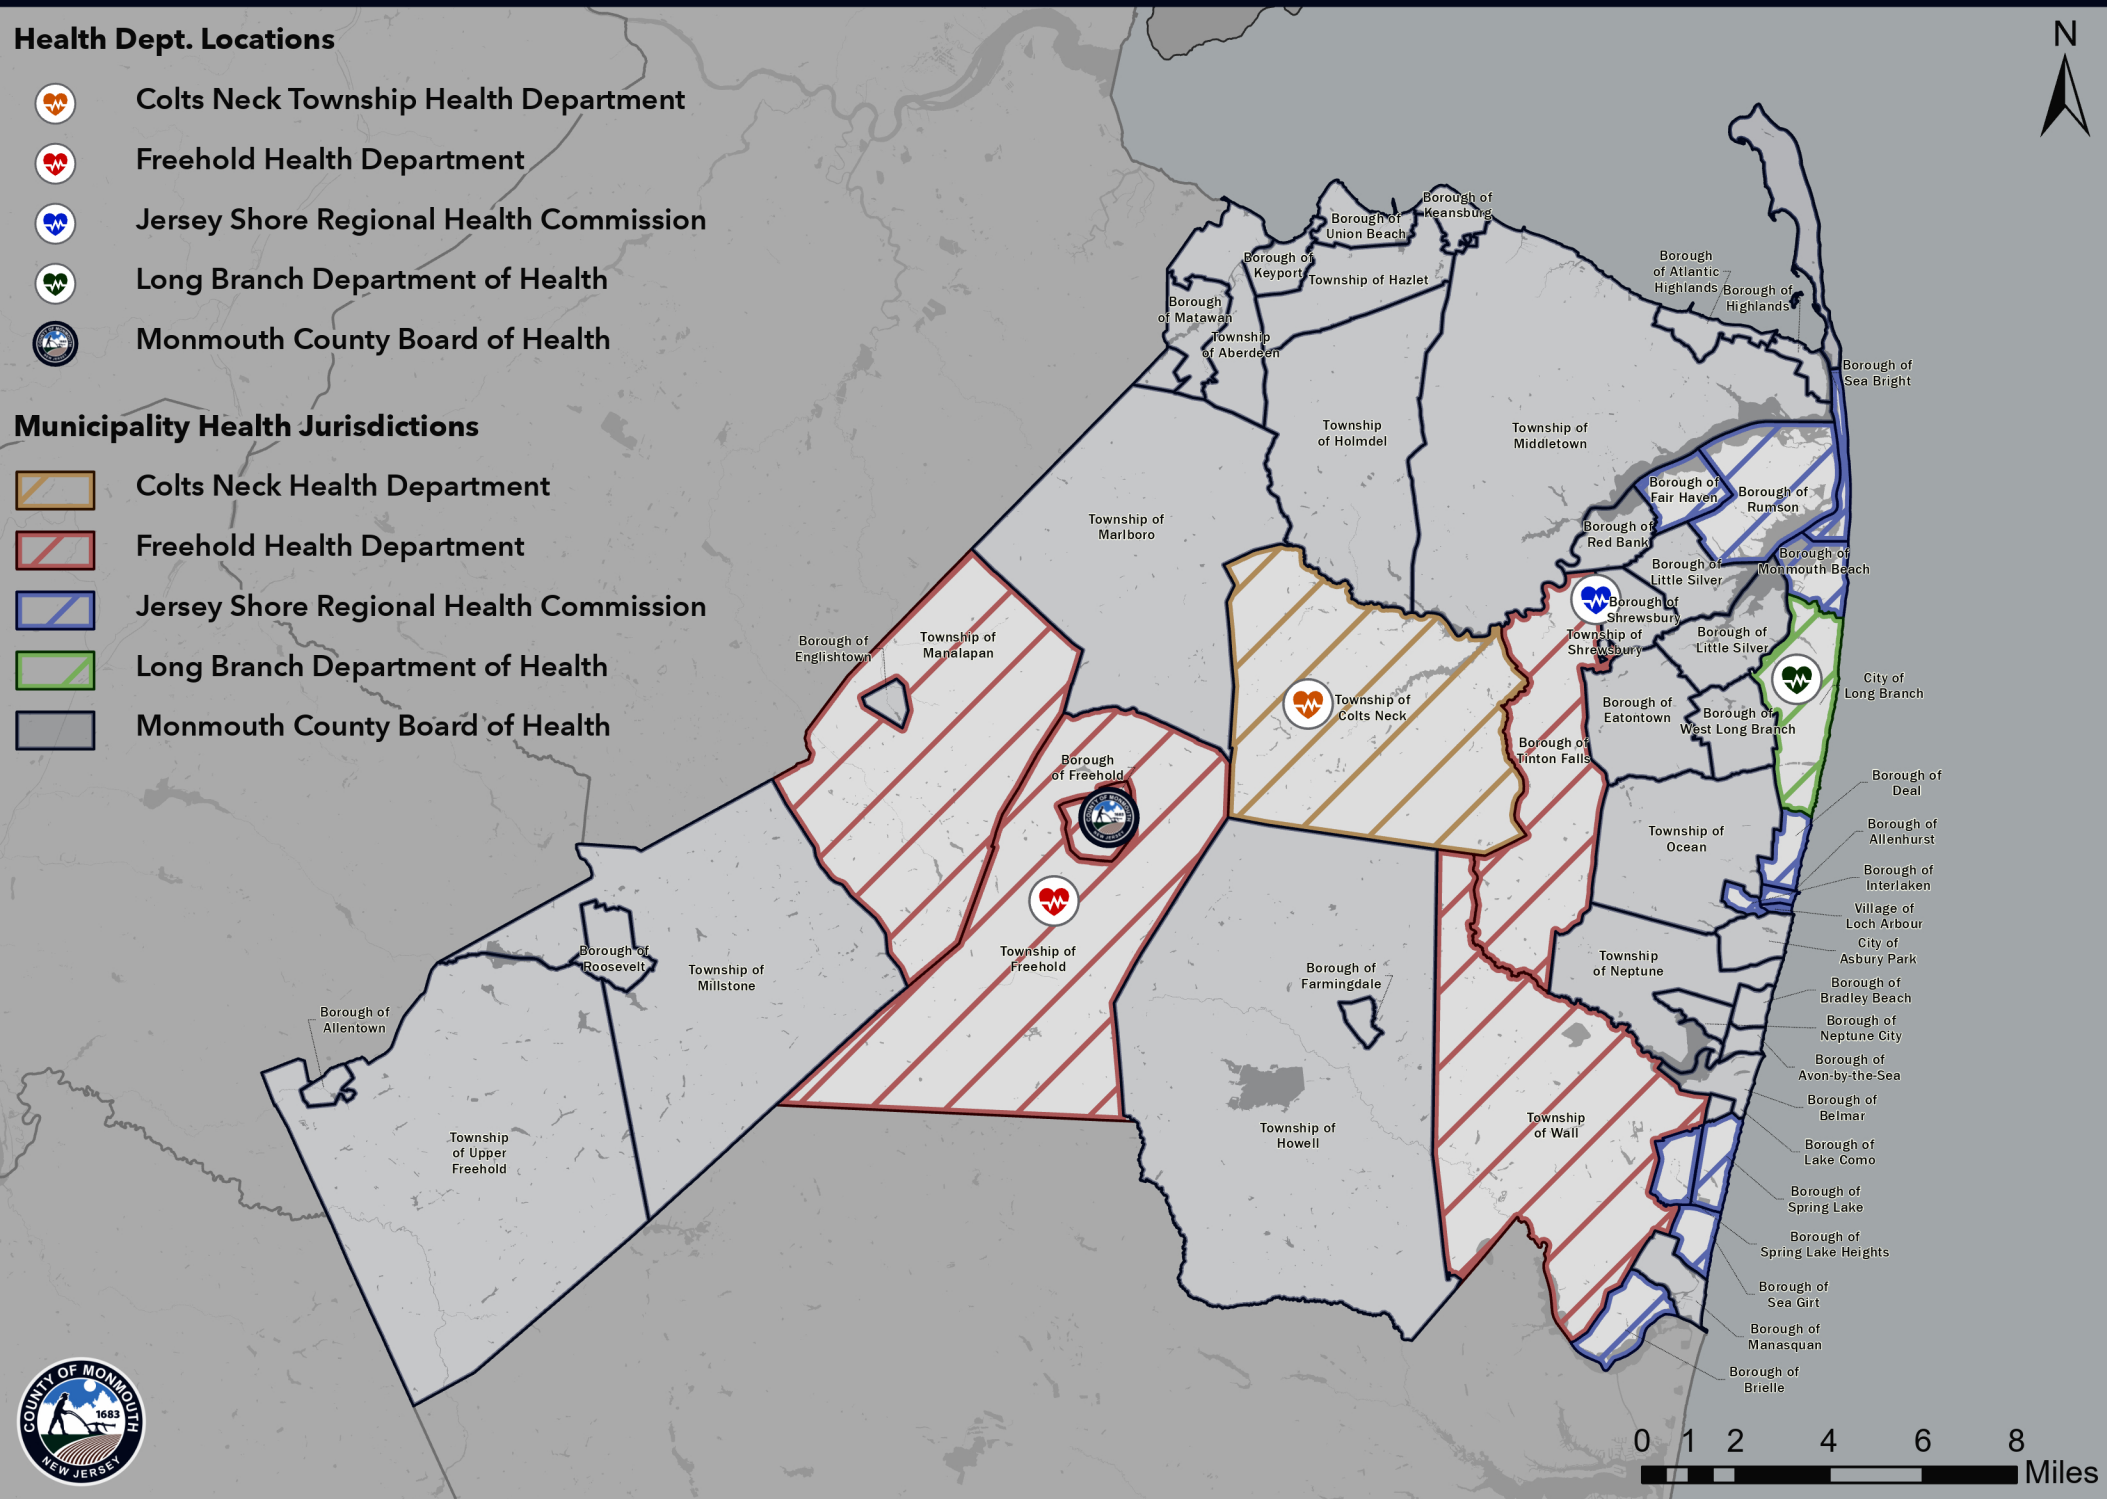 Health Dept. Locations
Colts Neck Township Health Department
Freehold Health Department
Jersey Shore Regional Health Commission
Long Branch Department of Health
Monmouth County Board of Health
Municipality Health Jurisdictions
Colts Neck Health Department
Freehold Health Department
Jersey Shore Regional Health Commission
Long Branch Department of Health
Monmouth County Board of Health
N
Borough of
Keansburg
Borough of
Union Beach
Borough of
Keyport
Township of Hazlet
Borough
of Matawan
Township
of Aberdeen
Borough
of Atlantic
Highlands
Borough of
Highlands
Borough of
Sea Bright
Township
of Holmdel
Township of
Middletown
Township of
Marlboro
Borough of
Fair Haven
Borough of
Rumson
Borough of
Red Bank
Borough of
Monmouth Beach
Borough of
Little Silver
Borough of
Shrewsbury
Township of
Shrewsbury
Borough of
Little Silver
Borough of
Englishtown
Township of
Manalapan
City of
Long Branch
Township of
Colts Neck
Borough of
Eatontown
Borough of
West Long Branch
Borough of
Tinton Falls
Borough
of Freehold
COUNTY OF MONMOUTH
Borough of
Deal
Township of
Ocean
Borough of
Allenhurst
Borough of
Interlaken
Village of
Loch Arbour
City of
Asbury Park
Borough of
Roosevelt
Township of
Millstone
Township of
Freehold
Borough of
Farmingdale
Township
of Neptune
Borough of
Bradley Beach
Borough of
Neptune City
Borough of
Allentown
Borough of
Avon-by-the-Sea
Borough of
Belmar
Township
of Upper
Freehold
Township of
Howell
Township
of Wall
Borough of
Lake Como
Borough of
Spring Lake
Borough of
Spring Lake Heights
Borough of
Sea Girt
Borough of
Manasquan
Borough of
Brielle
COUNTY OF MONMOUTH
1683
NEW JERSEY
0 1 2 4 6 8
Miles